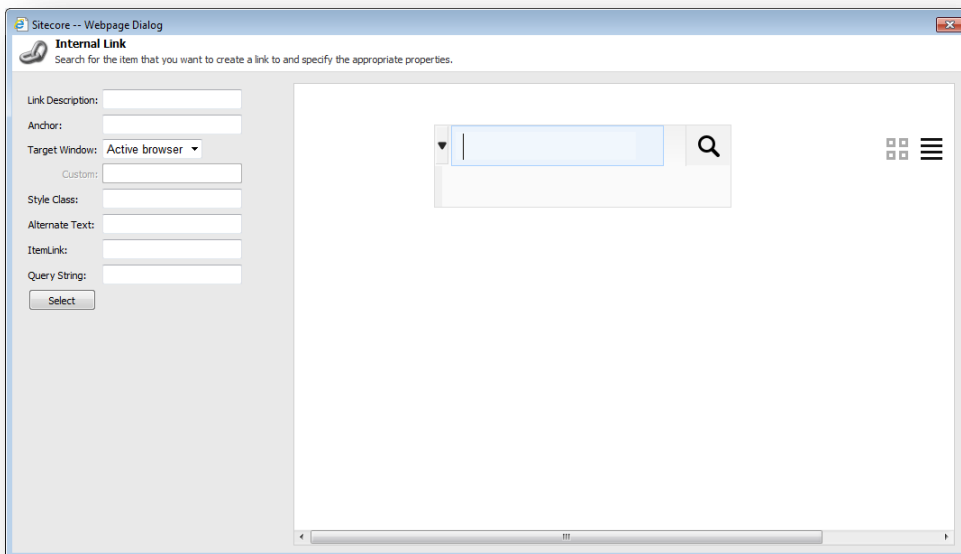 Sitecore -- Webpage Dialog
Internal Link
Search for the item that you want to create a link to and specify the appropriate properties.
Link Description:
Anchor:
Target Window: Active browser
Custom:
Style Class:
Alternate Text:
ItemLink:
Query String:
Select